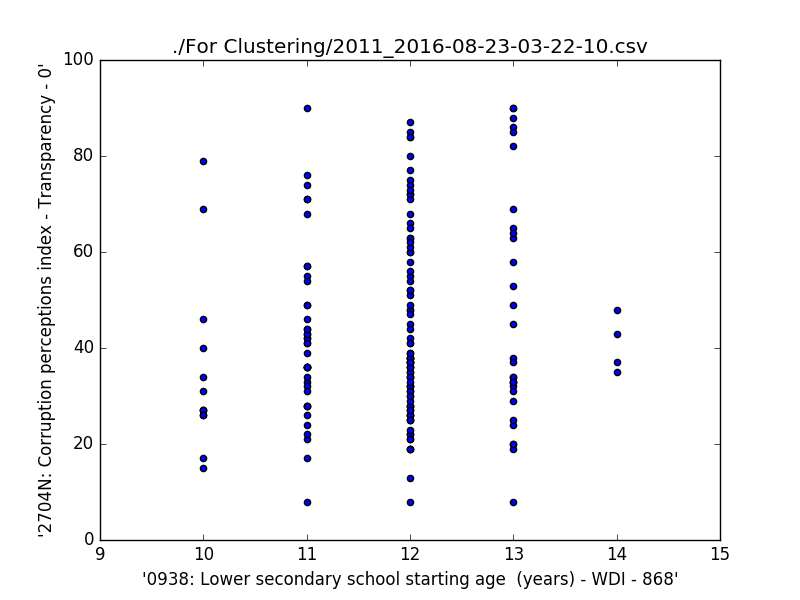 ./For Clustering/2011_2016-08-23-03-22-10.csv
'2704N: Corruption perceptions index - Transparency - 0'
100
80
60
40
20
0
9 10 11 12 13 14 15
'0938: Lower secondary school starting age  (years) - WDI - 868'